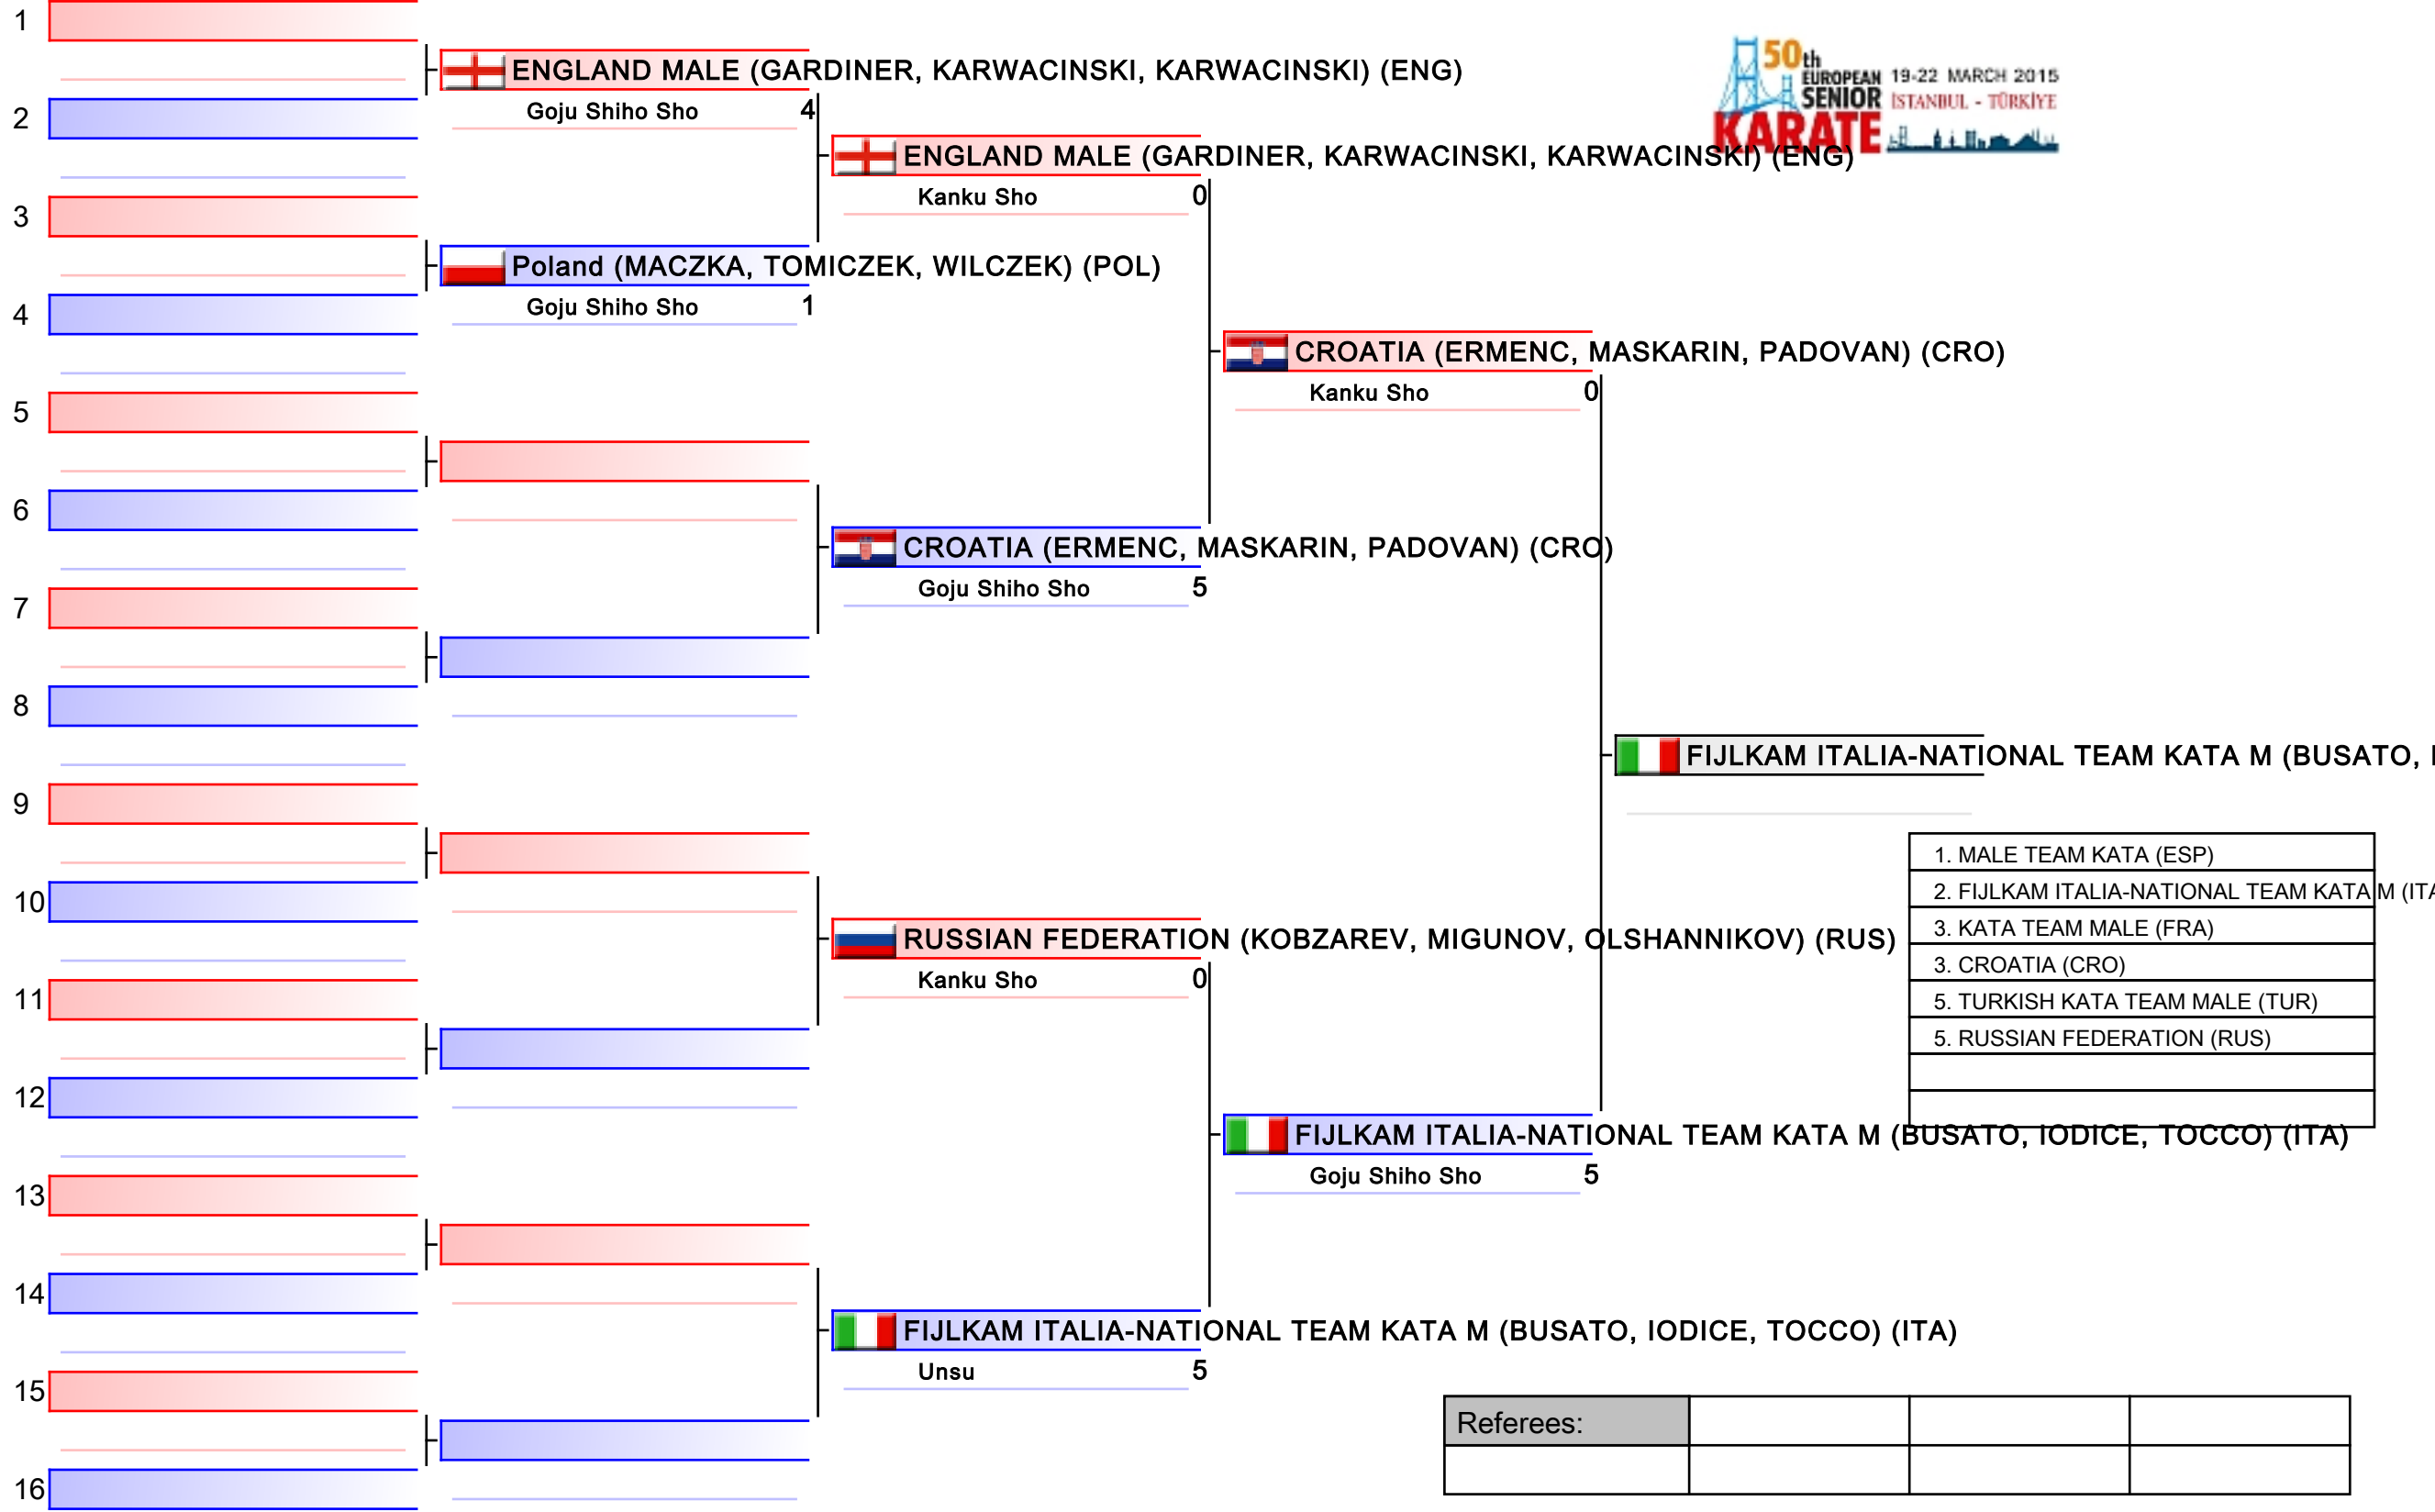 1
ENGLAND MALE (GARDINER, KARWACINSKI, KARWACINSKI) (ENG)
Goju Shiho Sho 4
2
50th
EUROPEAN
SENIOR
KARATE
19-22 MARCH 2015
İSTANBUL - TÜRKİYE
ENGLAND MALE (GARDINER, KARWACINSKI, KARWACINSKI) (ENG)
Kanku Sho 0
3
Poland (MACZKA, TOMICZEK, WILCZEK) (POL)
Goju Shiho Sho 1
4
CROATIA (ERMENC, MASKARIN, PADOVAN) (CRO)
Kanku Sho 0
5
6
CROATIA (ERMENC, MASKARIN, PADOVAN) (CRO)
Goju Shiho Sho 5
7
8
FIJLKAM ITALIA-NATIONAL TEAM KATA M (BUSATO,
9
1. MALE TEAM KATA (ESP)
2. FIJLKAM ITALIA-NATIONAL TEAM KATA M (ITA
3. KATA TEAM MALE (FRA)
3. CROATIA (CRO)
5. TURKISH KATA TEAM MALE (TUR)
5. RUSSIAN FEDERATION (RUS)
10
RUSSIAN FEDERATION (KOBZAREV, MIGUNOV, OLSHANNIKOV) (RUS)
Kanku Sho 0
11
12
FIJLKAM ITALIA-NATIONAL TEAM KATA M (BUSATO, IODICE, TOCCO) (ITA)
Goju Shiho Sho 5
13
14
FIJLKAM ITALIA-NATIONAL TEAM KATA M (BUSATO, IODICE, TOCCO) (ITA)
Unsu 5
15
Referees:
16